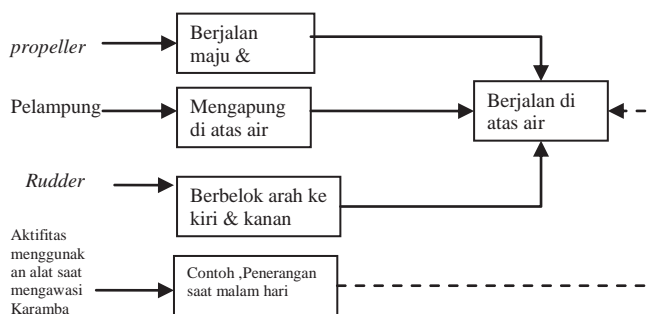 propeller
Berjalan
maju &
Pelampung
Mengapung
di atas air
Berjalan di
atas air
Rudder
Berbelok arah ke
kiri & kanan
Aktifitas
menggunak
an alat saat
mengawasi
Karamba
Contoh ,Penerangan
saat malam hari